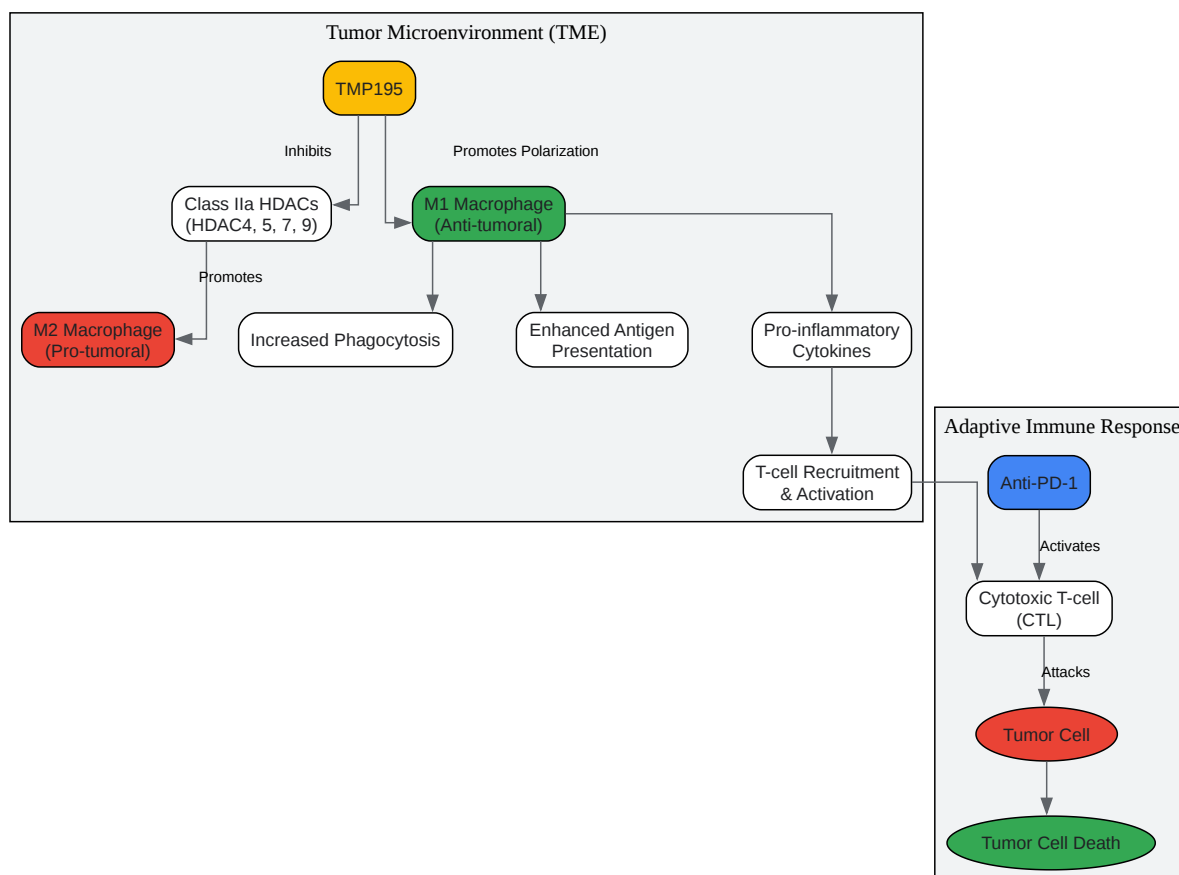 Tumor Microenvironment (TME)
TMP195
Inhibits
Promotes Polarization
Class IIa HDACs
(HDAC4, 5, 7, 9)
M1 Macrophage
(Anti-tumoral)
Promotes
M2 Macrophage
(Pro-tumoral)
Increased Phagocytosis
Enhanced Antigen
Presentation
Pro-inflammatory
Cytokines
T-cell Recruitment
& Activation
Adaptive Immune Response
Anti-PD-1
Activates
Cytotoxic T-cell
(CTL)
Attacks
Tumor Cell
Tumor Cell Death